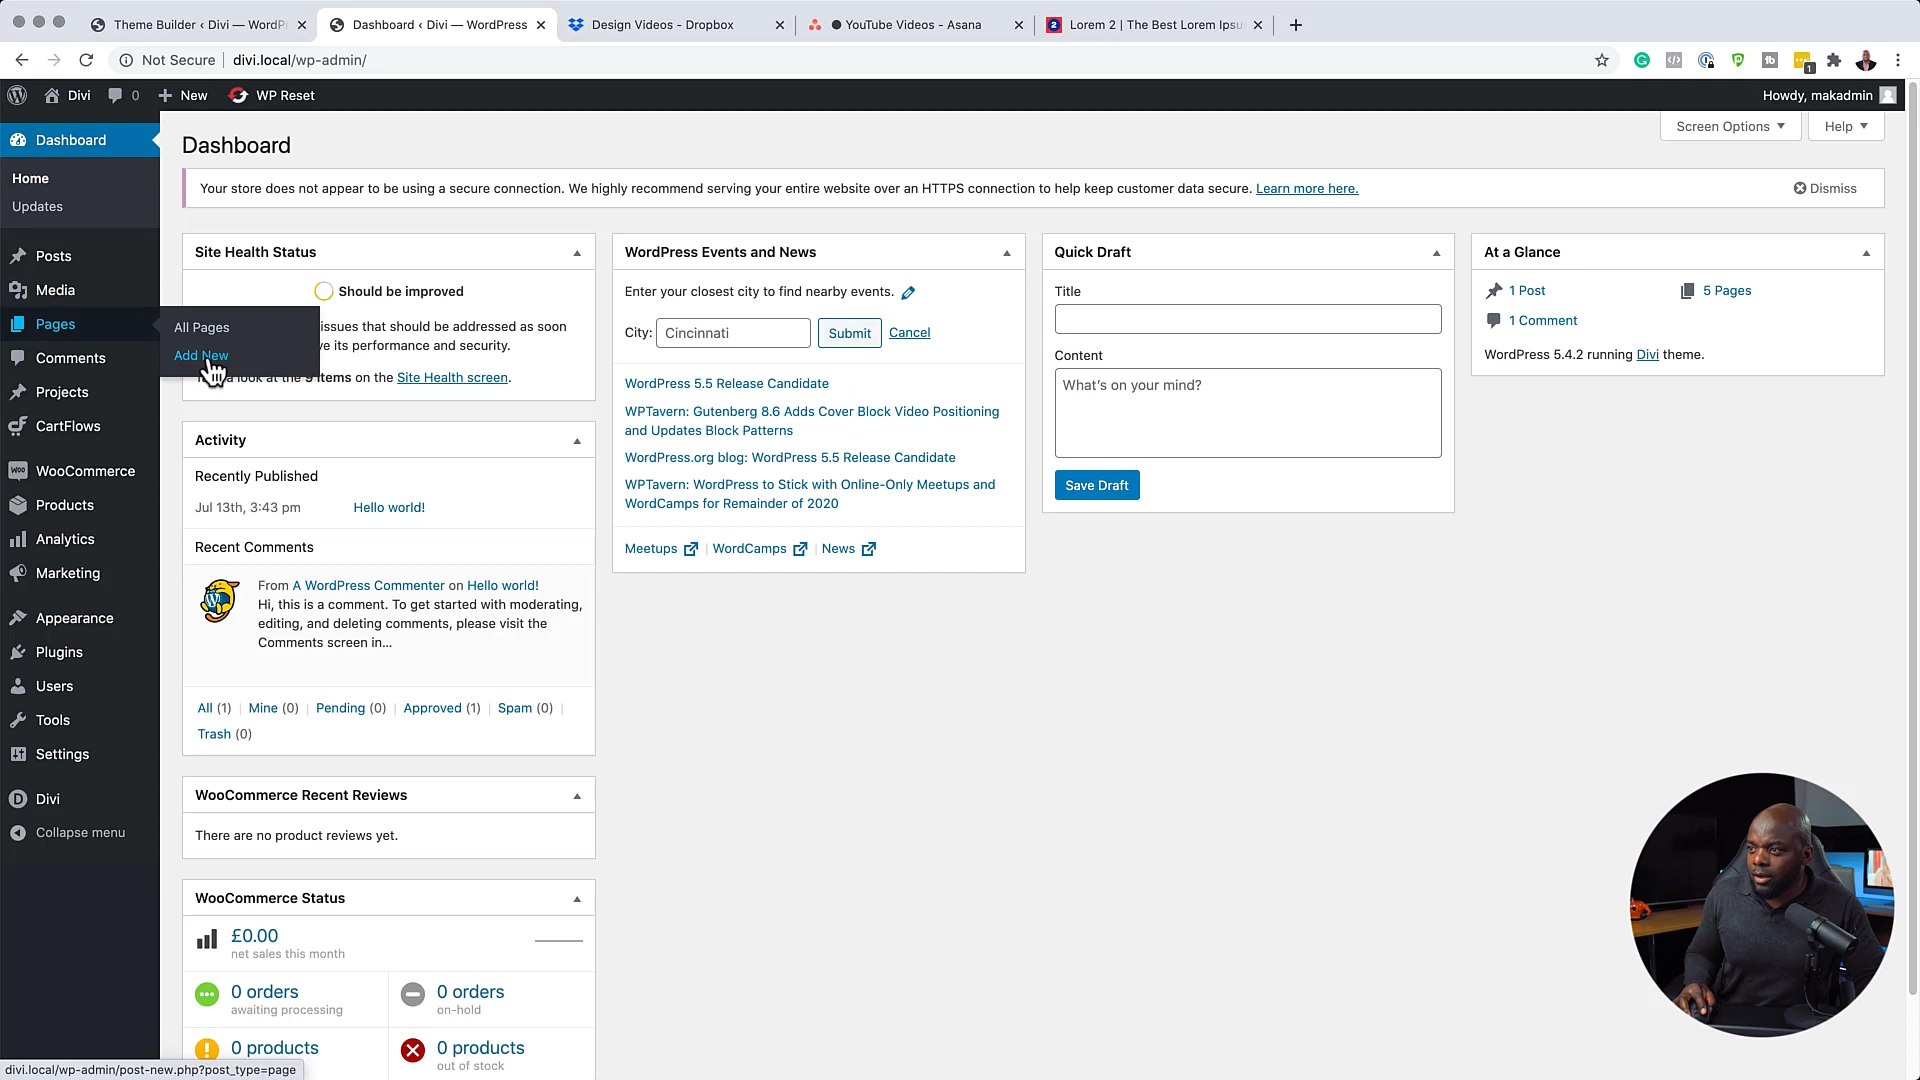 Theme Builder ‹ Divi — WordP
Dashboard ‹ Divi — WordPress
Design Videos - Dropbox
YouTube Videos - Asana
2
Lorem 2 | The Best Lorem Ipsu
Not Secure
divi.local/wp-admin/
1
Divi
0
New
WP Reset
Howdy, makadmin
Dashboard
Home
Updates
Posts
Media
Pages
All Pages
Add New
Comments
Projects
CartFlows
WooCommerce
Products
Analytics
Marketing
Appearance
Plugins
Users
Tools
Settings
Divi
Collapse menu
Screen Options
Help
Dashboard
Your store does not appear to be using a secure connection. We highly recommend serving your entire website over an HTTPS connection to help keep customer data secure. Learn more here.
Dismiss
Site Health Status
Should be improved
issues that should be addressed as soon
ve its performance and security.
a look at the 9 items on the Site Health screen.
Activity
Recently Published
Jul 13th, 3:43 pm
Hello world!
Recent Comments
From A WordPress Commenter on Hello world!
Hi, this is a comment. To get started with moderating,
editing, and deleting comments, please visit the
Comments screen in…
All (1) | Mine (0) | Pending (0) | Approved (1) | Spam (0) |
Trash (0)
WooCommerce Recent Reviews
There are no product reviews yet.
WooCommerce Status
£0.00
net sales this month
0 orders
awaiting processing
0 orders
on-hold
0 products
0 products
out of stock
WordPress Events and News
Enter your closest city to find nearby events.
City: Cincinnati Submit Cancel
WordPress 5.5 Release Candidate
WPTavern: Gutenberg 8.6 Adds Cover Block Video Positioning
and Updates Block Patterns
WordPress.org blog: WordPress 5.5 Release Candidate
WPTavern: WordPress to Stick with Online-Only Meetups and
WordCamps for Remainder of 2020
Meetups | WordCamps | News
Quick Draft
Title
Content
What's on your mind?
Save Draft
At a Glance
1 Post
5 Pages
1 Comment
WordPress 5.4.2 running Divi theme.
divi.local/wp-admin/post-new.php?post_type=page